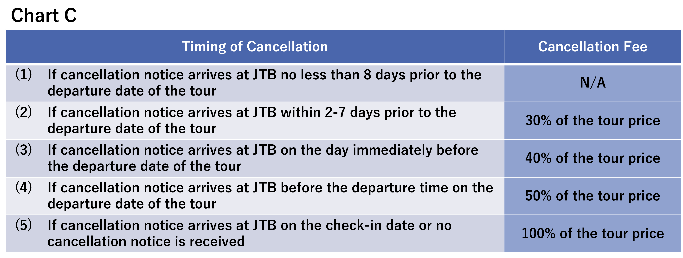 Chart C
Timing of Cancellation Cancellation Fee
(1) If cancellation notice arrives at JTB no less than 8 days prior to the
departure date of the tour
N/A
(2) If cancellation notice arrives at JTB within 2-7 days prior to the
departure date of the tour
30% of the tour price
(3) If cancellation notice arrives at JTB on the day immediately before
the departure date of the tour
40% of the tour price
(4) If cancellation notice arrives at JTB before the departure time on the
departure date of the tour
50% of the tour price
(5) If cancellation notice arrives at JTB on the check-in date or no
cancellation notice is received
100% of the tour price